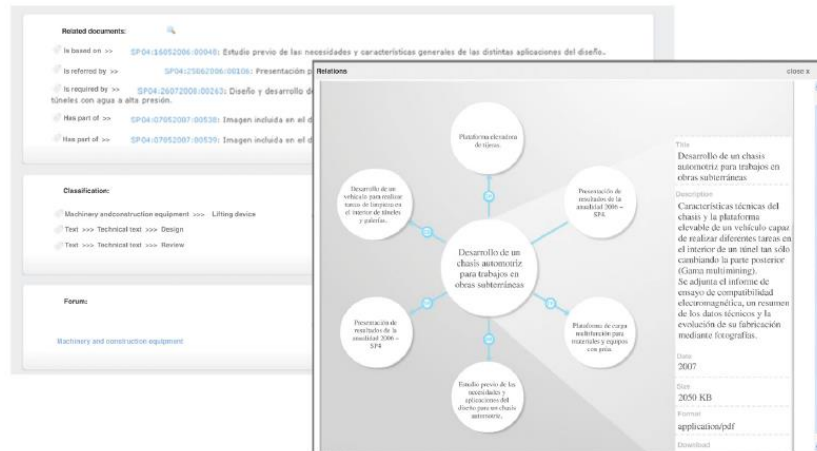 Related documents:
Is based on >> SP04:16052006:00048: Estudio previo de las necesidades y características generales de las distintas aplicaciones del diseño..
Is referred by >> SP04:25062006:00106: Presentación p
Is required by >> SP04:26072008:00263: Diseño y desarrollo de
túneles con agua a alta presión.
Has part of >> SP04:07052007:00538: Imagen incluida en el d
Has part of >> SP04:07052007:00539: Imagen incluida en el d
Classification:
Machinery andconstruction equipment >>> Lifting device
Text >>> Technical text >>> Design
Text >>> Technical text >>> Review
Forum:
Machinery and construction equipment
Relations
close x
Plataforma elevadora
de tijeras.
Desarrollo de un
vehículo para realizar
tareas de limpieza en
el interior de túneles
y galerías.
Presentación de
resultados de la
anualidad 2006 –
SP4.
Desarrollo de un
chasis automotriz
para trabajos en
obras subterráneas
Presentación de
resultados de la
anualidad 2006 –
SP4
Plataforma de carga
multifunción para
materiales y equipos
con grúa.
Estudio previo de las
necesidades y
aplicaciones del
diseño para un chasis
automotriz.
Title
Desarrollo de un chasis
automotriz para trabajos en
obras subterráneas
Description
Características técnicas del
chasis y la plataforma
elevable de un vehículo capaz
de realizar diferentes tareas en
el interior de un túnel tan sólo
cambiando la parte posterior
(Gama multimining).
Se adjunta el informe de
ensayo de compatibilidad
electromagnética, un resumen
de los datos técnicos y la
evolución de su fabricación
mediante fotografías.
Date
2007
Size
2050 KB
Format
application/pdf
Download